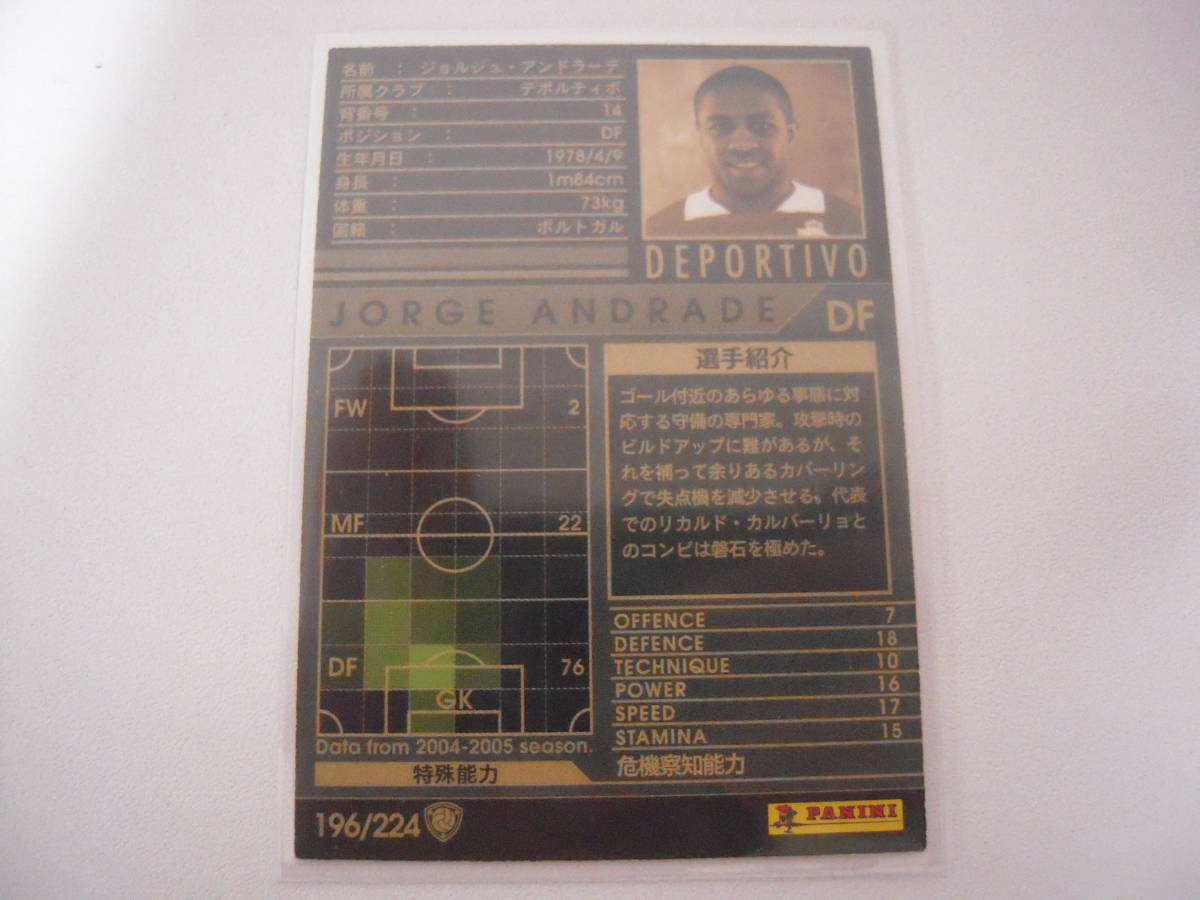 名前 : ジョルジュ・アンドラーデ
所属クラブ : デポルティボ
背番号 : 14
ポジション : DF
生年月日 : 1978/4/9
身長 : 1m84cm
体重 : 73kg
国籍 : ポルトガル
DEPORTIVO
JORGE ANDRADE DF
FW 2
MF 22
DF 76
GK
Data from 2004-2005 season.
選手紹介
ゴール付近のあらゆる事態に対
応する守備の専門家。攻撃時の
ビルドアップに難があるが、そ
れを補って余りあるカバーリン
グで失点機を減少させる。代表
でのリカルド・カルバーリョと
のコンビは磐石を極めた。
OFFENCE 7
DEFENCE 18
TECHNIQUE 10
POWER 16
SPEED 17
STAMINA 15
特殊能力 危機察知能力
196/224
PANINI